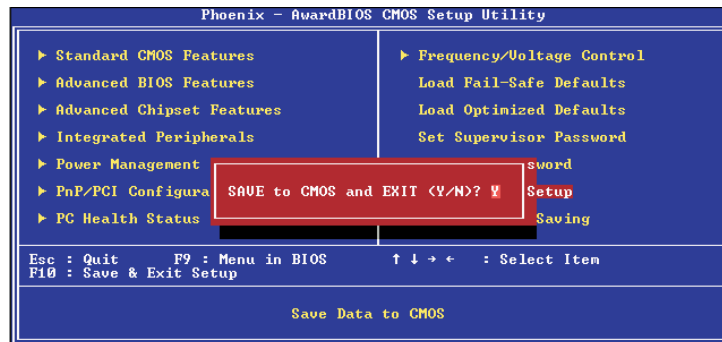 Phoenix - AwardBIOS CMOS Setup Utility
▶ Standard CMOS Features
▶ Advanced BIOS Features
▶ Advanced Chipset Features
▶ Integrated Peripherals
▶ Power Management
▶ PnP/PCI Configura
▶ PC Health Status
▶ Frequency/Voltage Control
Load Fail-Safe Defaults
Load Optimized Defaults
Set Supervisor Password
sword
Setup
Saving
SAVE to CMOS and EXIT (Y/N)? Y
Esc : Quit F9 : Menu in BIOS ↑ ↓ → ← : Select Item
F10 : Save & Exit Setup
Save Data to CMOS